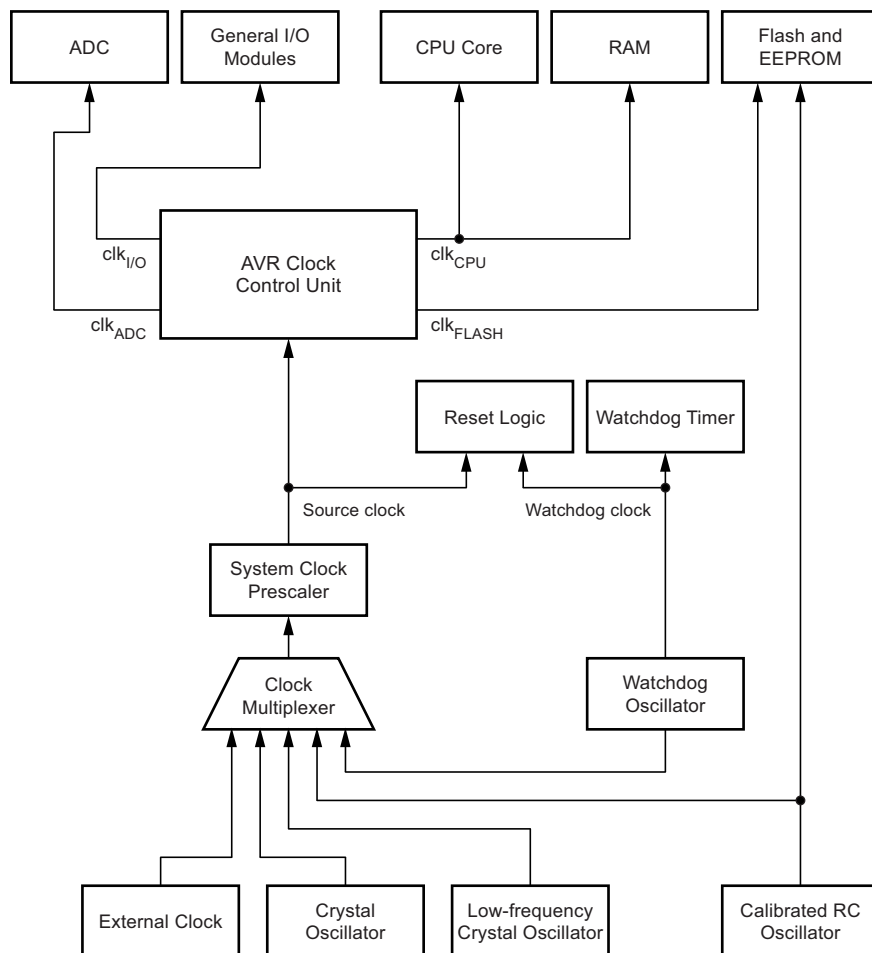 ADC
General I/O
Modules
CPU Core
RAM
Flash and
EEPROM
clkI/O
AVR Clock
Control Unit
clkCPU
clkADC
clkFLASH
Reset Logic
Watchdog Timer
Source clock
Watchdog clock
System Clock
Prescaler
Clock
Multiplexer
Watchdog
Oscillator
External Clock
Crystal
Oscillator
Low-frequency
Crystal Oscillator
Calibrated RC
Oscillator